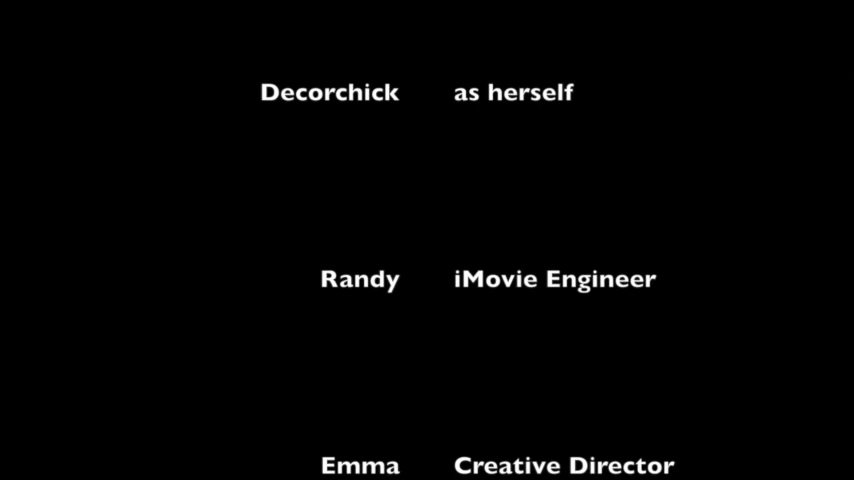 Decorchick as herself
Randy iMovie Engineer
Emma Creative Director